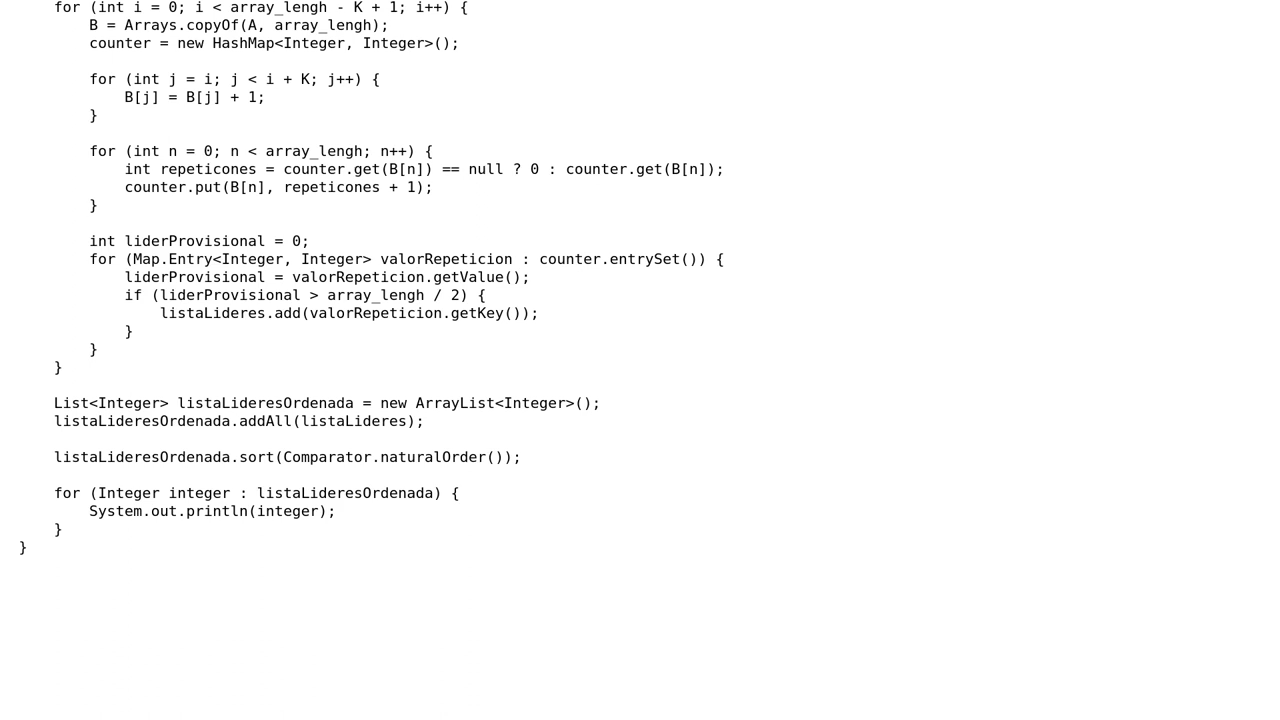 for (int i = 0; i < array_lengh - K + 1; i++) {
B = Arrays.copyOf(A, array_lengh);
counter = new HashMap<Integer, Integer>();
for (int j = i; j < i + K; j++) {
B[j] = B[j] + 1;
}
for (int n = 0; n < array_lengh; n++) {
int repeticones = counter.get(B[n]) == null ? 0 : counter.get(B[n]);
counter.put(B[n], repeticones + 1);
}
int liderProvisional = 0;
for (Map.Entry<Integer, Integer> valorRepeticion : counter.entrySet()) {
liderProvisional = valorRepeticion.getValue();
if (liderProvisional > array_lengh / 2) {
listaLideres.add(valorRepeticion.getKey());
}
}
}
List<Integer> listaLideresOrdenada = new ArrayList<Integer>();
listaLideresOrdenada.addAll(listaLideres);
listaLideresOrdenada.sort(Comparator.naturalOrder());
for (Integer integer : listaLideresOrdenada) {
System.out.println(integer);
}
}